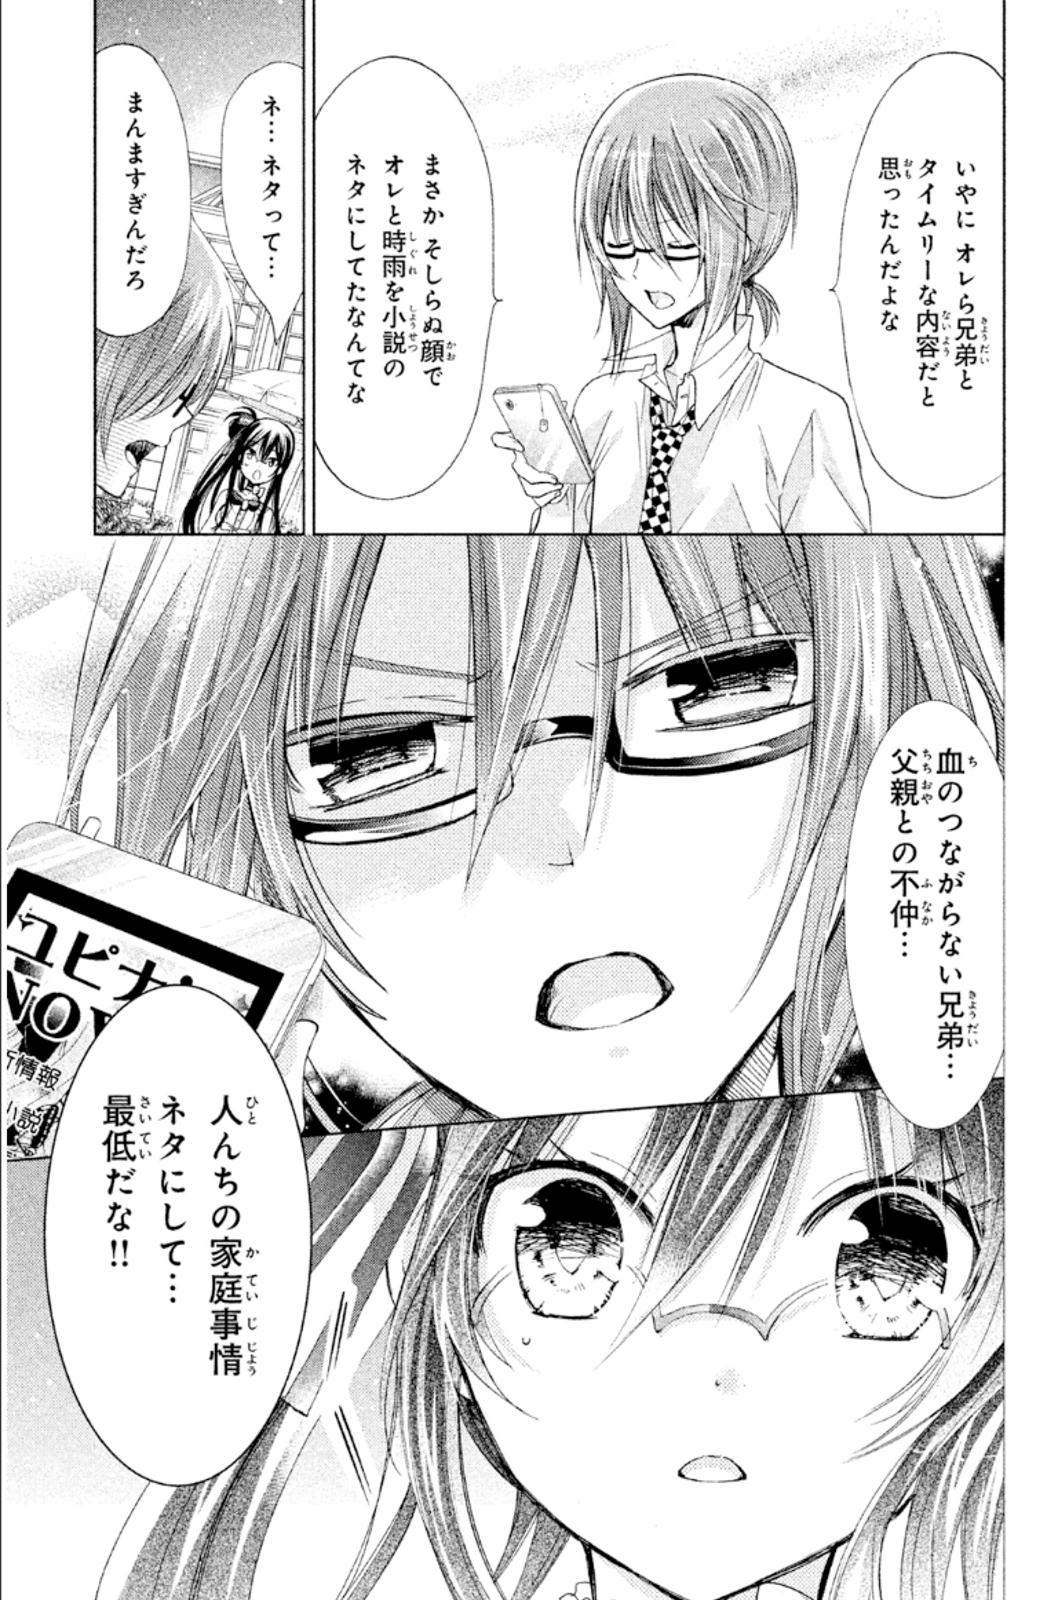 いやに オレら兄弟と
タイムリーな内容だと
思ったんだよな
まさか そしらぬ顔で
オレと時雨を小説の
ネタにしてたなんてな
ネ…ネタって…
まんますぎんだろ
血のつながらない兄弟…
父親との不仲…
ユピナ
NOV
新情報
小説
人んちの家庭事情
ネタにして…
最低だな!!